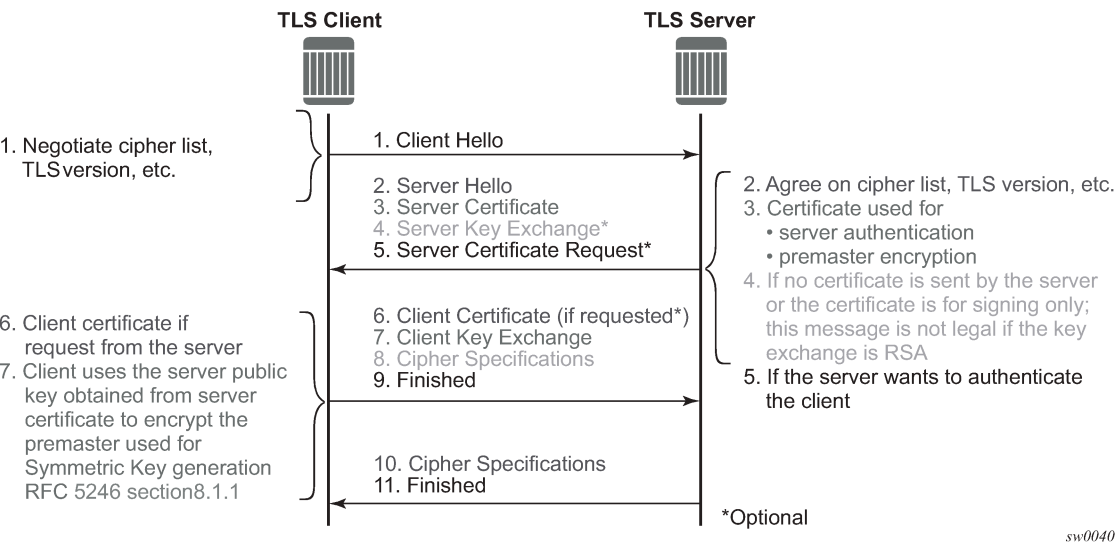 TLS Client
TLS Server
1. Negotiate cipher list,
TLS version, etc.
1. Client Hello
2. Server Hello
3. Server Certificate
4. Server Key Exchange*
5. Server Certificate Request*
2. Agree on cipher list, TLS version, etc.
3. Certificate used for
• server authentication
• premaster encryption
4. If no certificate is sent by the server
or the certificate is for signing only;
this message is not legal if the key
exchange is RSA
5. If the server wants to authenticate
the client
6. Client certificate if
request from the server
7. Client uses the server public
key obtained from server
certificate to encrypt the
premaster used for
Symmetric Key generation
RFC 5246 section8.1.1
6. Client Certificate (if requested*)
7. Client Key Exchange
8. Cipher Specifications
9. Finished
10. Cipher Specifications
11. Finished
*Optional
sw0040